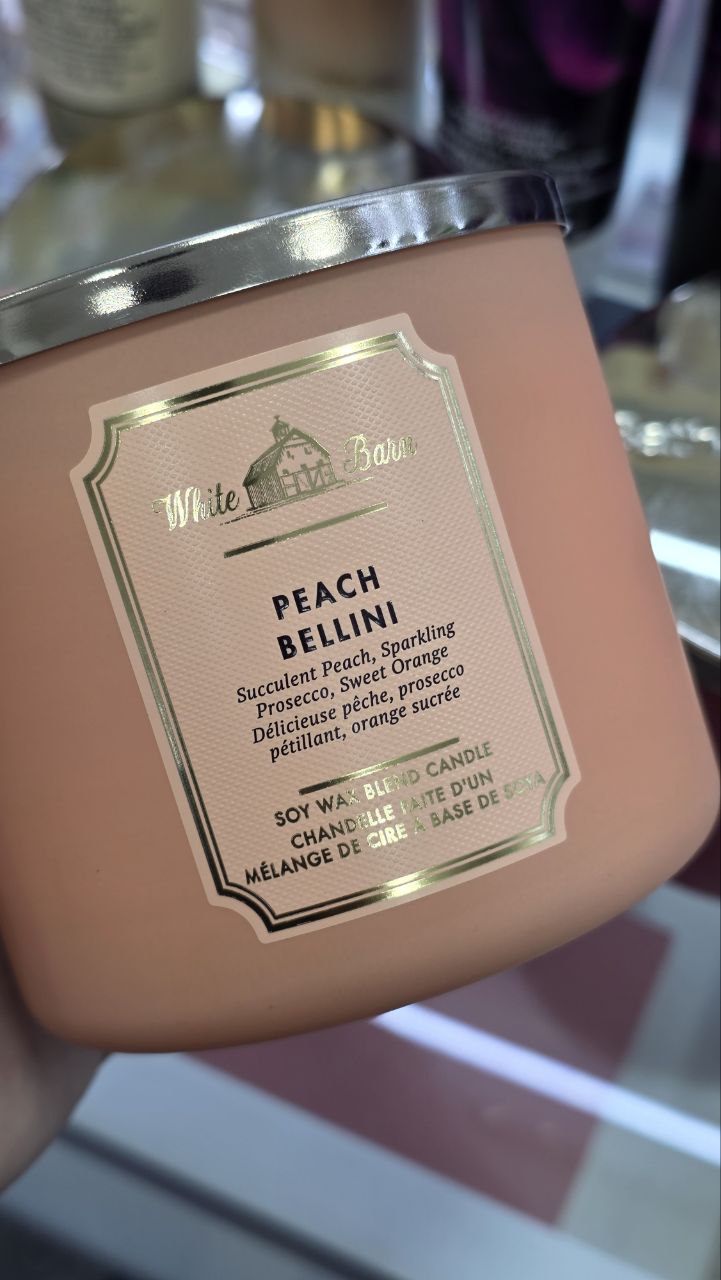 White Barn
PEACH
BELLINI
Succulent Peach, Sparkling
Prosecco, Sweet Orange
Délicieuse pêche, prosecco
pétillant, orange sucrée
SOY WAX BLEND CANDLE
CHANDELLE FAITE D'UN
MÉLANGE DE CIRE À BASE DE SOYA